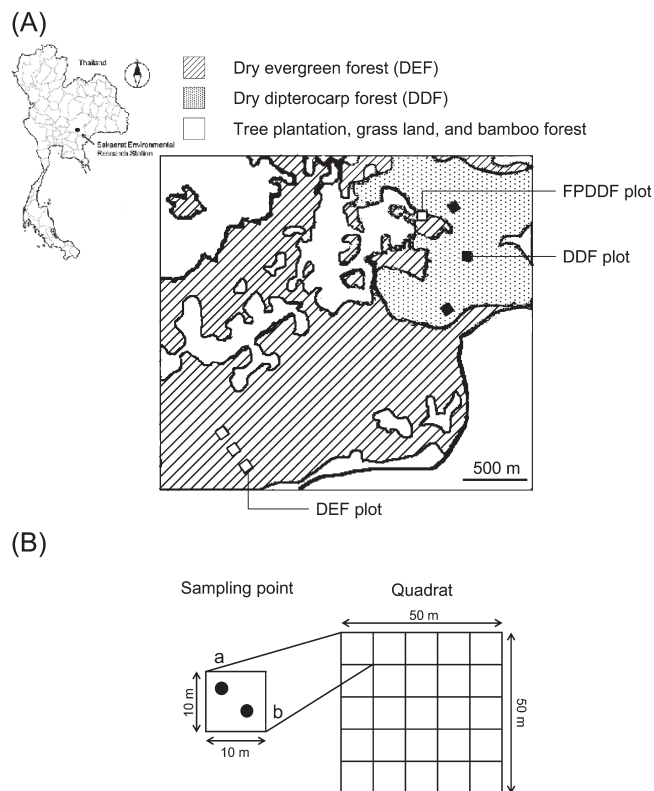 (A)
Thailand
Sakaerat Environmental
Research Station
Dry evergreen forest (DEF)
Dry dipterocarp forest (DDF)
Tree plantation, grass land, and bamboo forest
FPDDF plot
DDF plot
500 m
DEF plot
(B)
Sampling point
Quadrat
50 m
a
10 m
b
10 m
50 m